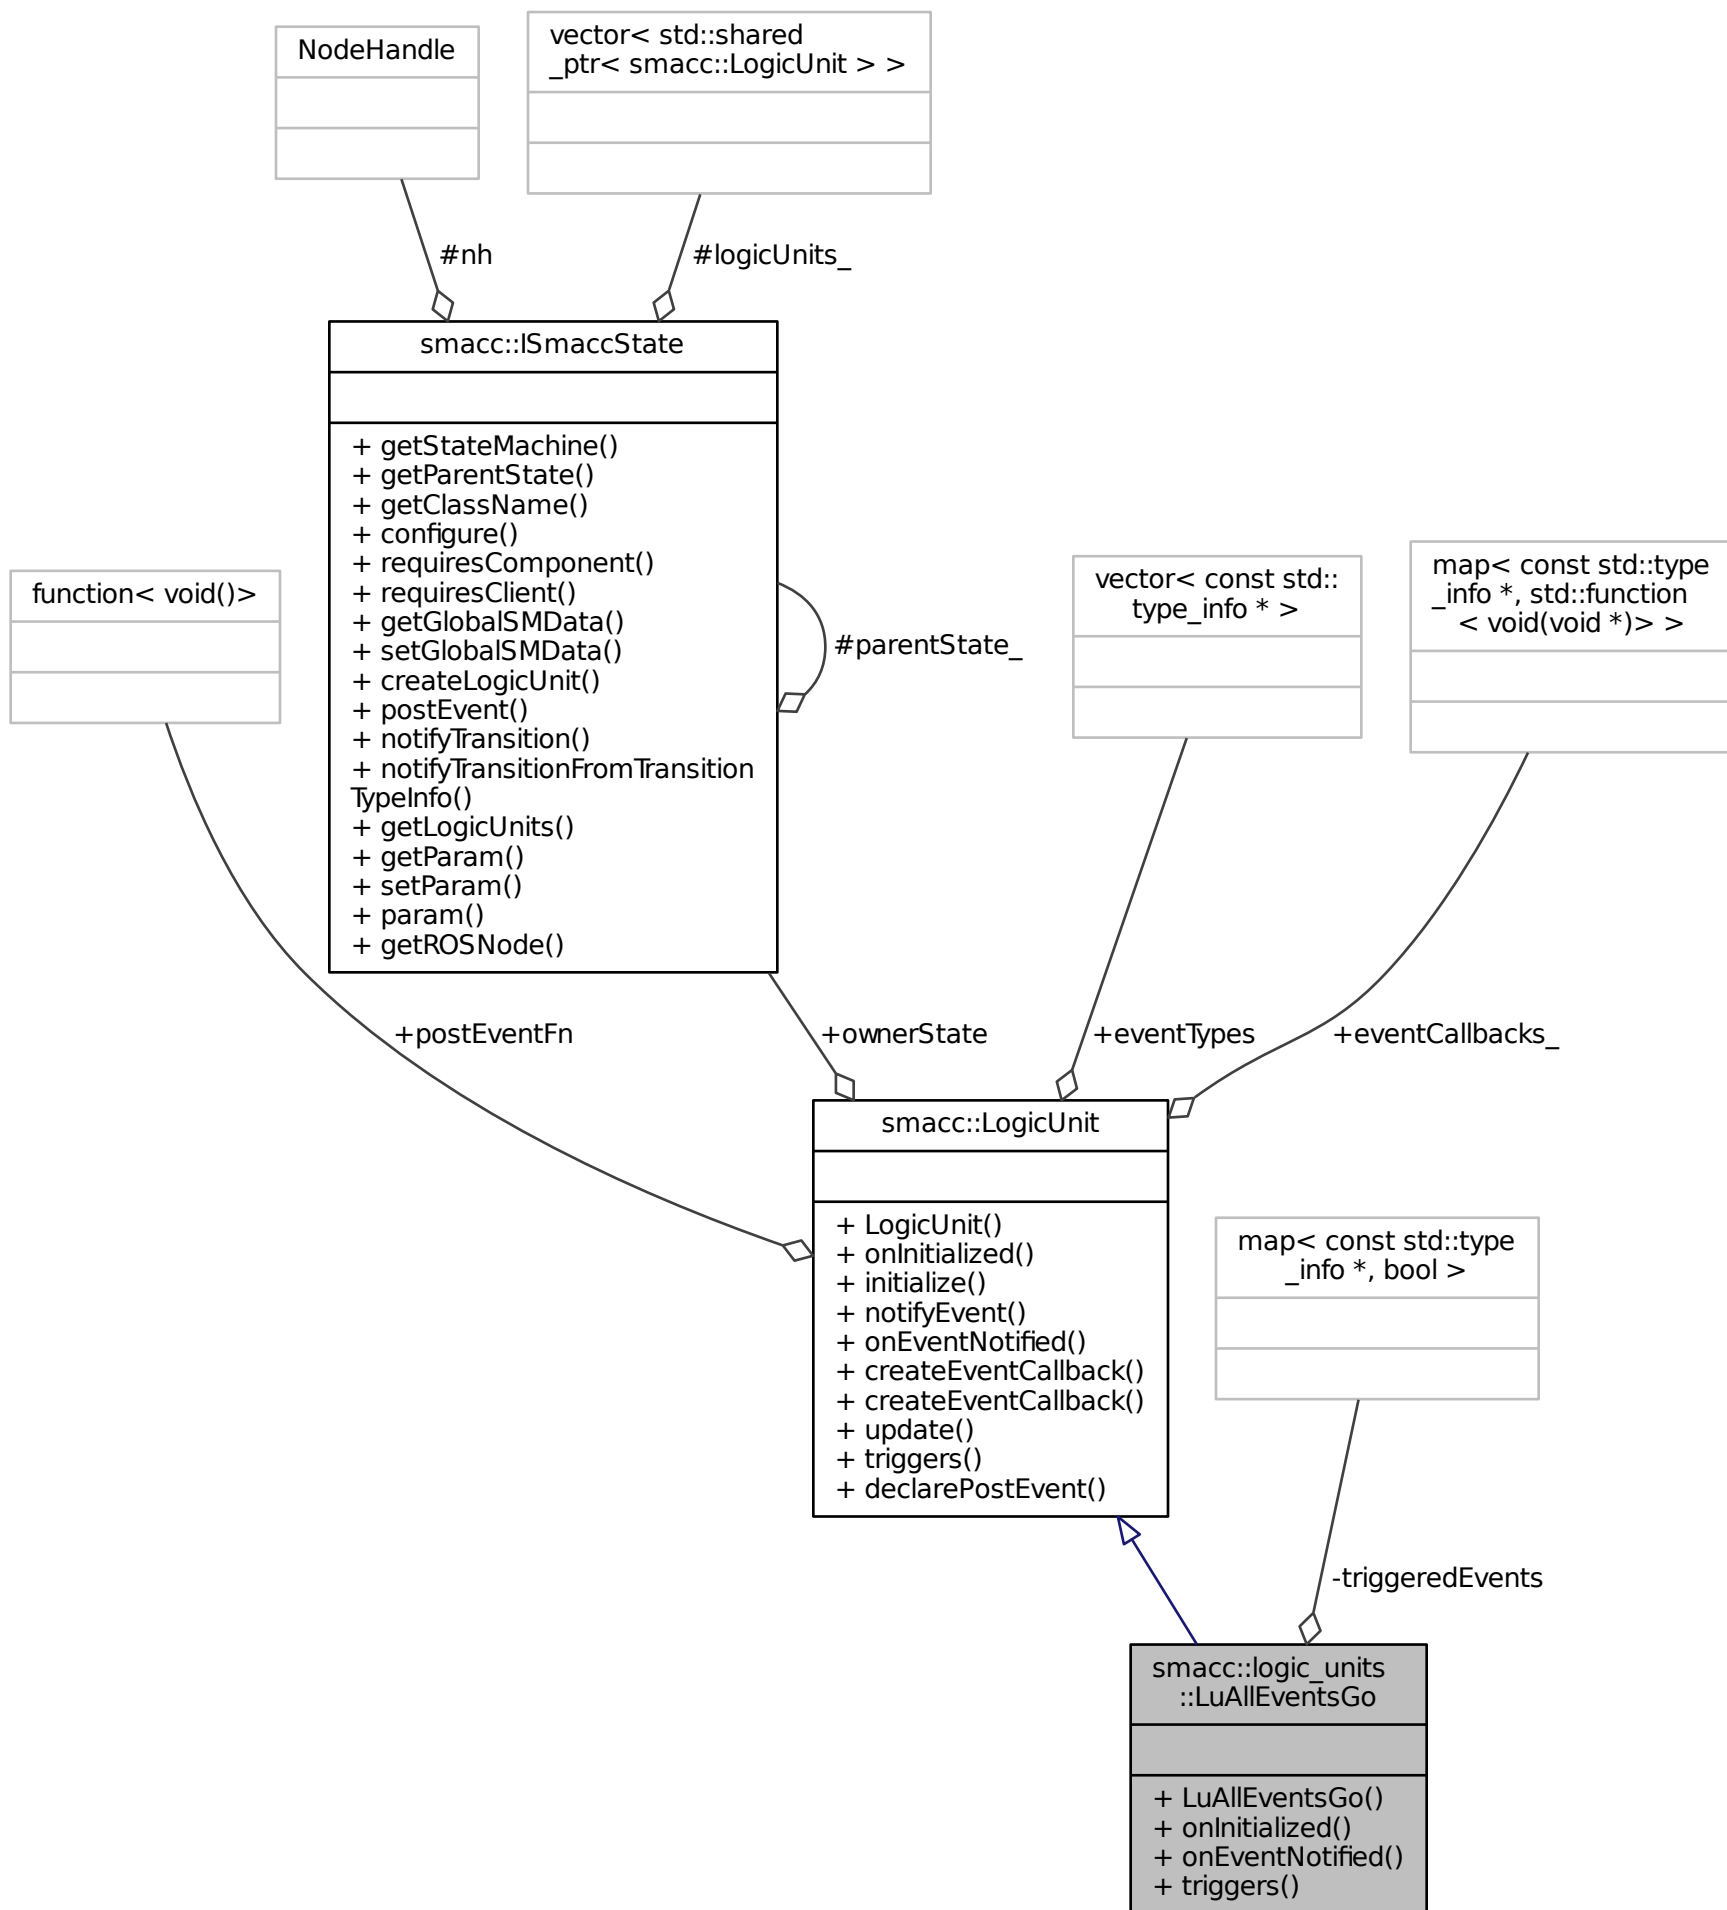 NodeHandle
vector< std::shared
_ptr< smacc::LogicUnit > >
#nh
#logicUnits_
smacc::ISmaccState
+ getStateMachine()
+ getParentState()
+ getClassName()
+ configure()
+ requiresComponent()
+ requiresClient()
+ getGlobalSMData()
+ setGlobalSMData()
+ createLogicUnit()
+ postEvent()
+ notifyTransition()
+ notifyTransitionFromTransition
TypeInfo()
+ getLogicUnits()
+ getParam()
+ setParam()
+ param()
+ getROSNode()
#parentState_
function< void()>
vector< const std::
type_info * >
map< const std::type
_info *, std::function
< void(void *)> >
+postEventFn
+ownerState
+eventTypes
+eventCallbacks_
smacc::LogicUnit
+ LogicUnit()
+ onInitialized()
+ initialize()
+ notifyEvent()
+ onEventNotified()
+ createEventCallback()
+ createEventCallback()
+ update()
+ triggers()
+ declarePostEvent()
map< const std::type
_info *, bool >
-triggeredEvents
smacc::logic_units
::LuAllEventsGo
+ LuAllEventsGo()
+ onInitialized()
+ onEventNotified()
+ triggers()